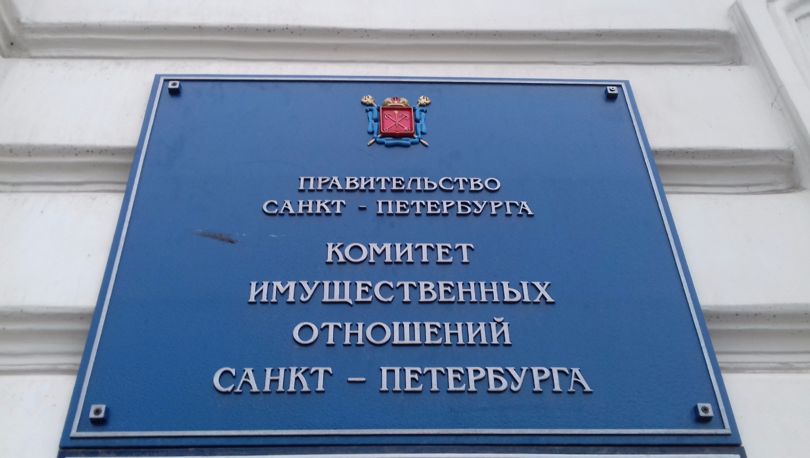 ПРАВИТЕЛЬСТВО
САНКТ - ПЕТЕРБУРГА
КОМИТЕТ
ИМУЩЕСТВЕННЫХ
ОТНОШЕНИЙ
САНКТ – ПЕТЕРБУРГА